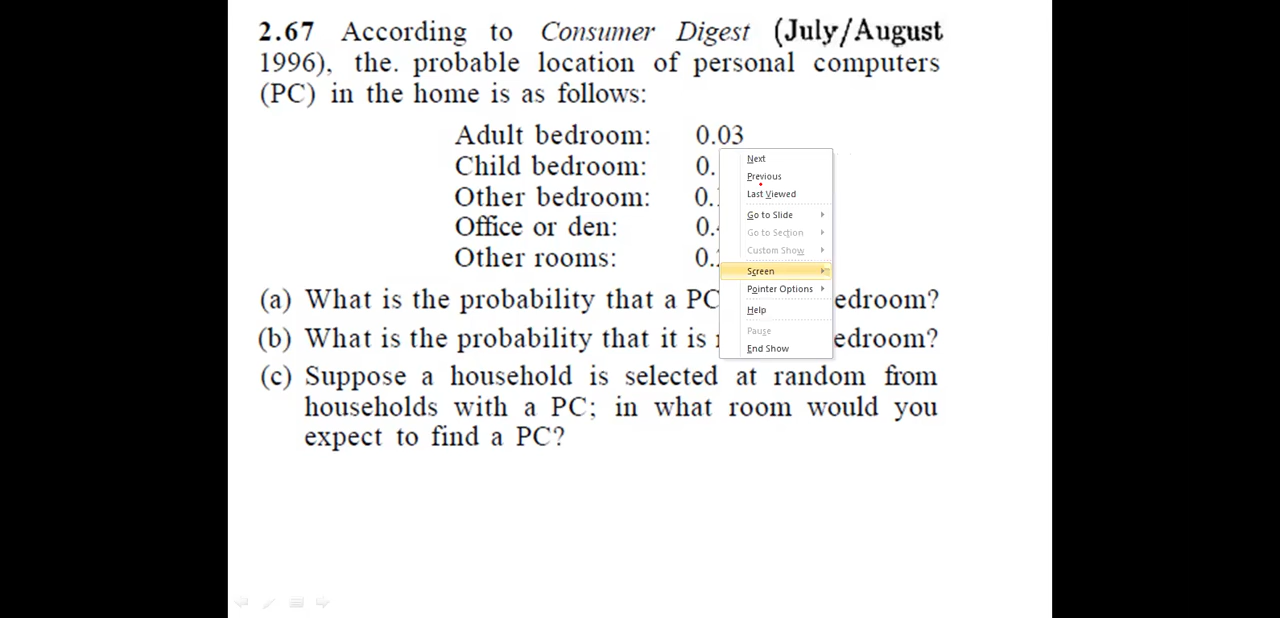 2.67 According to Consumer Digest (July/August
1996), the. probable location of personal computers
(PC) in the home is as follows:
Adult bedroom: 0.03
Child bedroom: 0.
Other bedroom: 0.
Office or den: 0.
Other rooms: 0.
(a) What is the probability that a PC edroom?
(b) What is the probability that it is edroom?
(c) Suppose a household is selected at random from
households with a PC; in what room would you
expect to find a PC?
Next
Previous
Last Viewed
Go to Slide
Go to Section
Custom Show
Screen
Pointer Options
Help
Pause
End Show